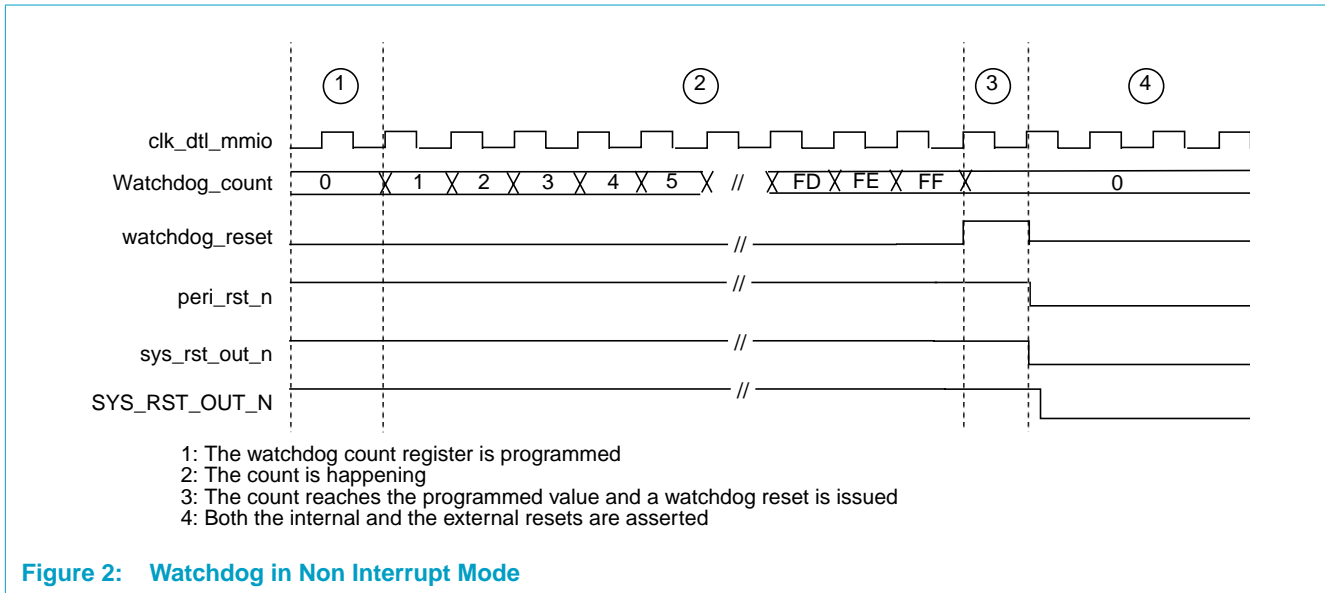 1 2 3 4
clk_dtl_mmio
Watchdog_count 0 1 2 3 4 5 // FD FE FF 0
watchdog_reset //
peri_rst_n //
sys_rst_out_n //
SYS_RST_OUT_N //
1: The watchdog count register is programmed
2: The count is happening
3: The count reaches the programmed value and a watchdog reset is issued
4: Both the internal and the external resets are asserted
Figure 2: Watchdog in Non Interrupt Mode